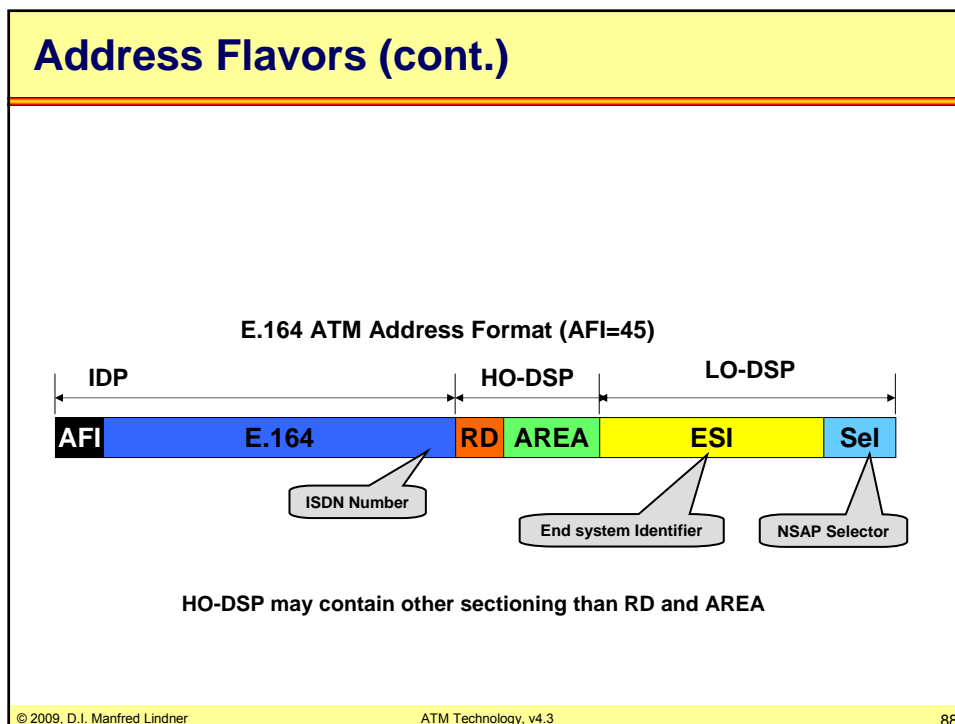 Address Flavors (cont.)
E.164 ATM Address Format (AFI=45)
IDP HO-DSP LO-DSP
AFI E.164 RD AREA ESI Sel
ISDN Number
End system Identifier NSAP Selector
HO-DSP may contain other sectioning than RD and AREA
© 2009, D.I. Manfred Lindner ATM Technology, v4.3 88